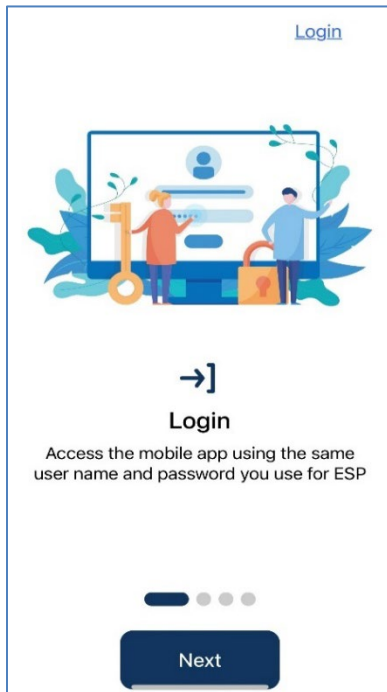 Login
Login
Access the mobile app using the same
user name and password you use for ESP
Next